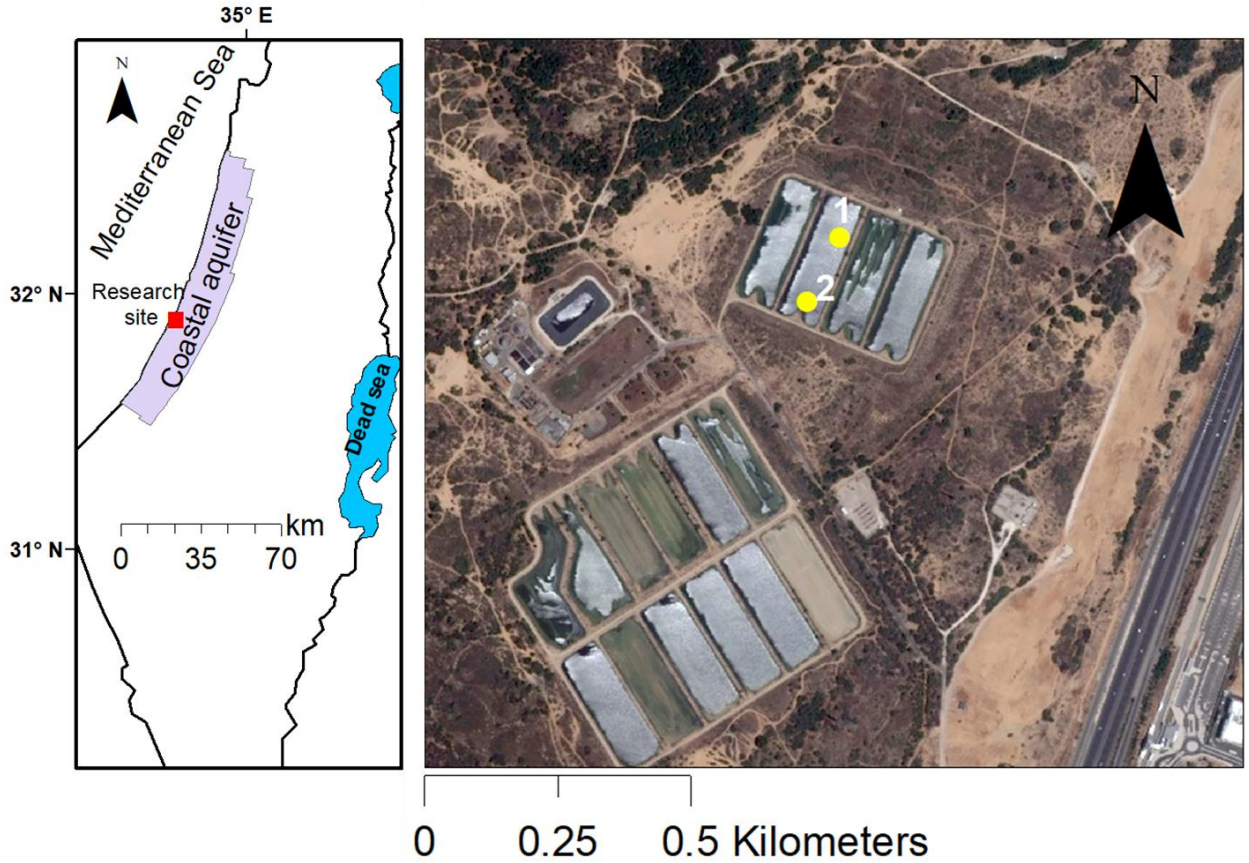 35° E
N
Mediterranean Sea
32° N
Research
site
Coastal aquifer
Dead sea
km
31° N
0 35 70
N
1
2
0 0.25 0.5 Kilometers